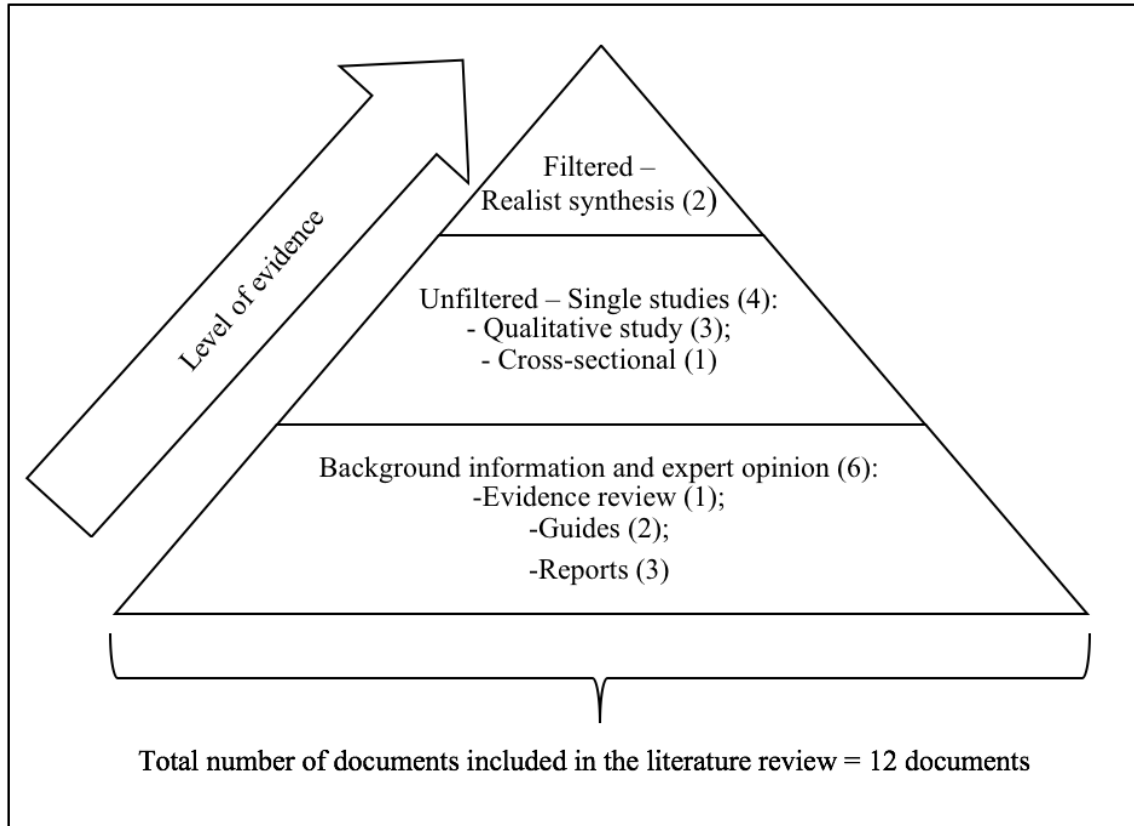 Filtered –
Realist synthesis (2)
Level of evidence
Unfiltered – Single studies (4):
- Qualitative study (3);
- Cross-sectional (1)
Background information and expert opinion (6):
-Evidence review (1);
-Guides (2);
-Reports (3)
Total number of documents included in the literature review = 12 documents